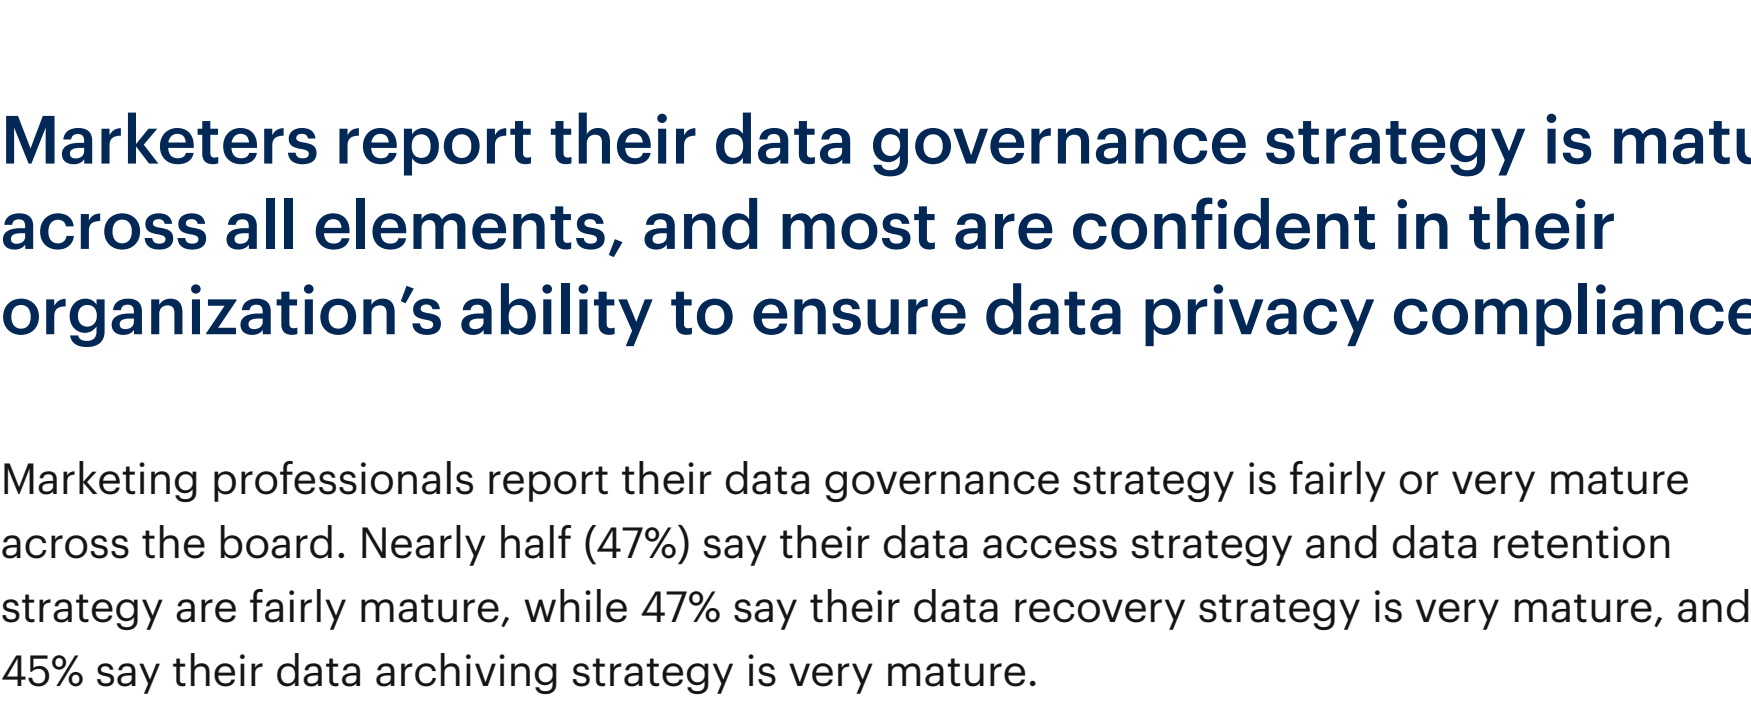 Marketers report their data governance strategy is matu
across all elements, and most are confident in their
organization’s ability to ensure data privacy compliance
Marketing professionals report their data governance strategy is fairly or very mature
across the board. Nearly half (47%) say their data access strategy and data retention
strategy are fairly mature, while 47% say their data recovery strategy is very mature, and
45% say their data archiving strategy is very mature.